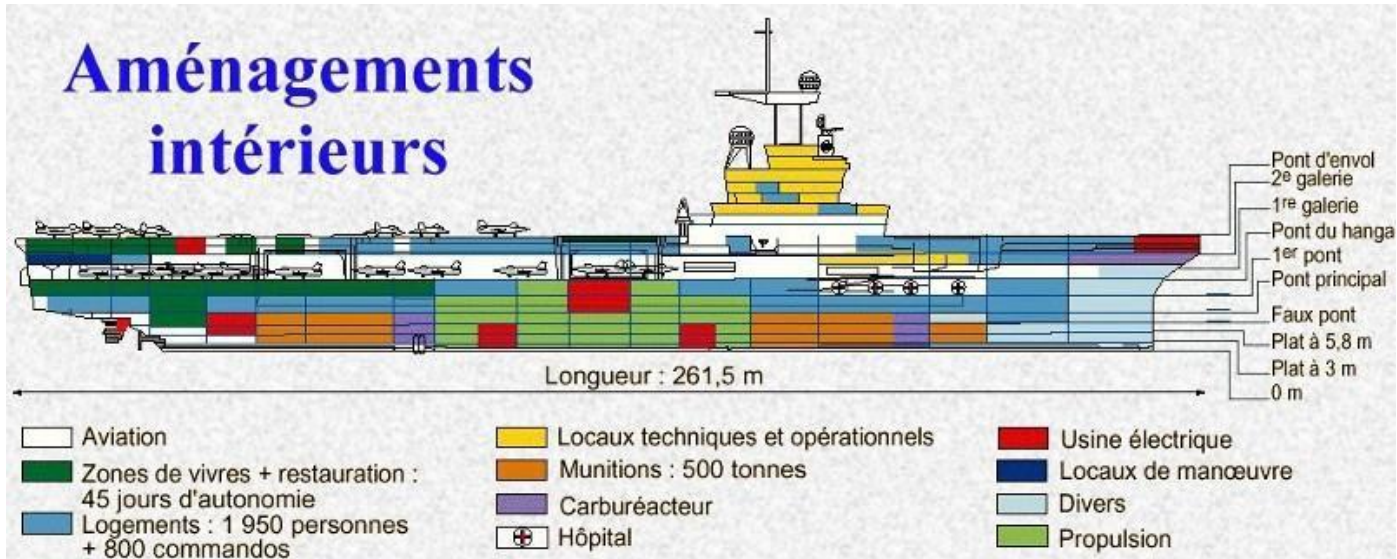 Aménagements
intérieurs
Pont d'envol
2e galerie
1re galerie
Pont du hanga
1er pont
Pont principal
Faux pont
Plat à 5,8 m
Plat à 3 m
0 m
Longueur : 261,5 m
Aviation
Zones de vivres + restauration :
45 jours d'autonomie
Logements : 1 950 personnes
+ 800 commandos
Locaux techniques et opérationnels
Munitions : 500 tonnes
Carburéacteur
Hôpital
Usine électrique
Locaux de manœuvre
Divers
Propulsion